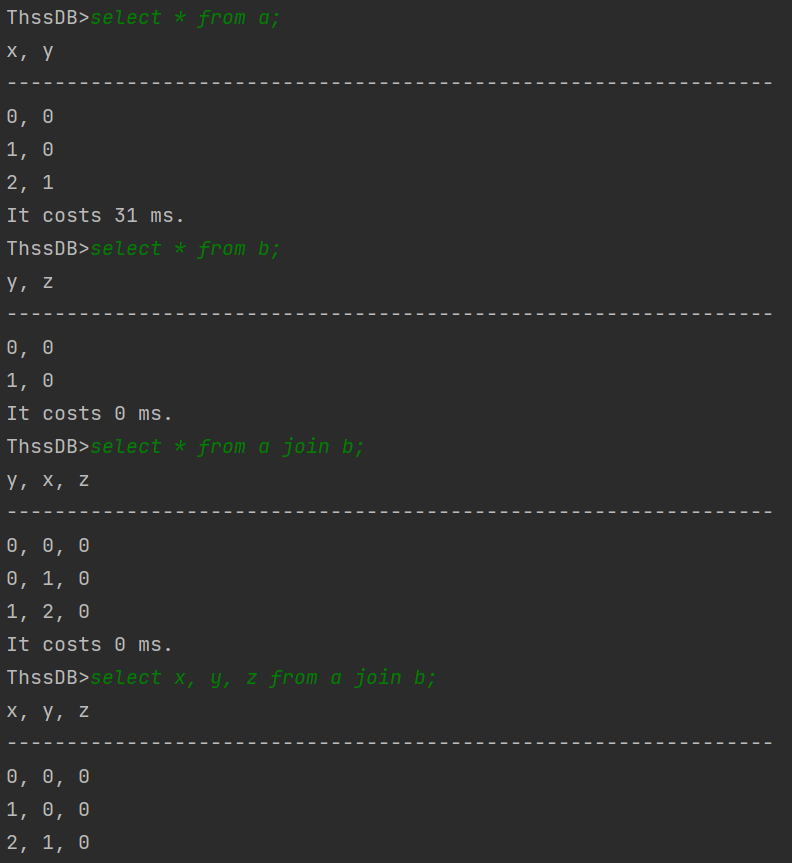 ThssDB>select * from a;
x, y
----------------------------------------------------------------
0, 0
1, 0
2, 1
It costs 31 ms.
ThssDB>select * from b;
y, z
----------------------------------------------------------------
0, 0
1, 0
It costs 0 ms.
ThssDB>select * from a join b;
y, x, z
----------------------------------------------------------------
0, 0, 0
0, 1, 0
1, 2, 0
It costs 0 ms.
ThssDB>select x, y, z from a join b;
x, y, z
----------------------------------------------------------------
0, 0, 0
1, 0, 0
2, 1, 0